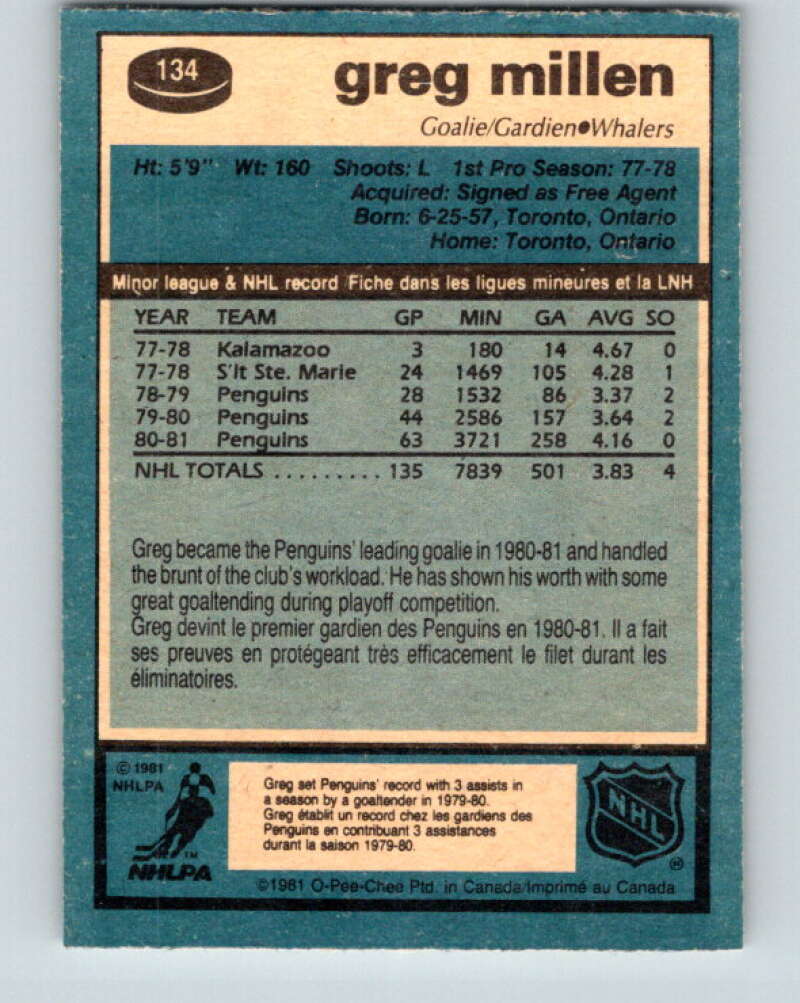 134
greg millen
Goalie/Gardien•Whalers
Ht: 5'9" Wt: 160 Shoots: L 1st Pro Season: 77-78
Acquired: Signed as Free Agent
Born: 6-25-57, Toronto, Ontario
Home: Toronto, Ontario
Minor league & NHL record Fiche dans les ligues mineures et la LNH
YEAR TEAM GP MIN GA AVG SO
77-78 Kalamazoo 3 180 14 4.67 0
77-78 S'lt Ste. Marie 24 1469 105 4.28 1
78-79 Penguins 28 1532 86 3.37 2
79-80 Penguins 44 2586 157 3.64 2
80-81 Penguins 63 3721 258 4.16 0
NHL TOTALS ......... 135 7839 501 3.83 4
Greg became the Penguins' leading goalie in 1980-81 and handled
the brunt of the club's workload. He has shown his worth with some
great goaltending during playoff competition.
Greg devint le premier gardien des Penguins en 1980-81. Il a fait
ses preuves en protégeant très efficacement le filet durant les
éliminatoires.
© 1981
NHLPA
TM
NHLPA
Greg set Penguins' record with 3 assists in
a season by a goaltender in 1979-80.
Greg établit un record chez les gardiens des
Penguins en contribuant 3 assistances
durant la saison 1979-80.
NHL
®
©1981 O-Pee-Chee Ptd. in Canada/Imprimé au Canada